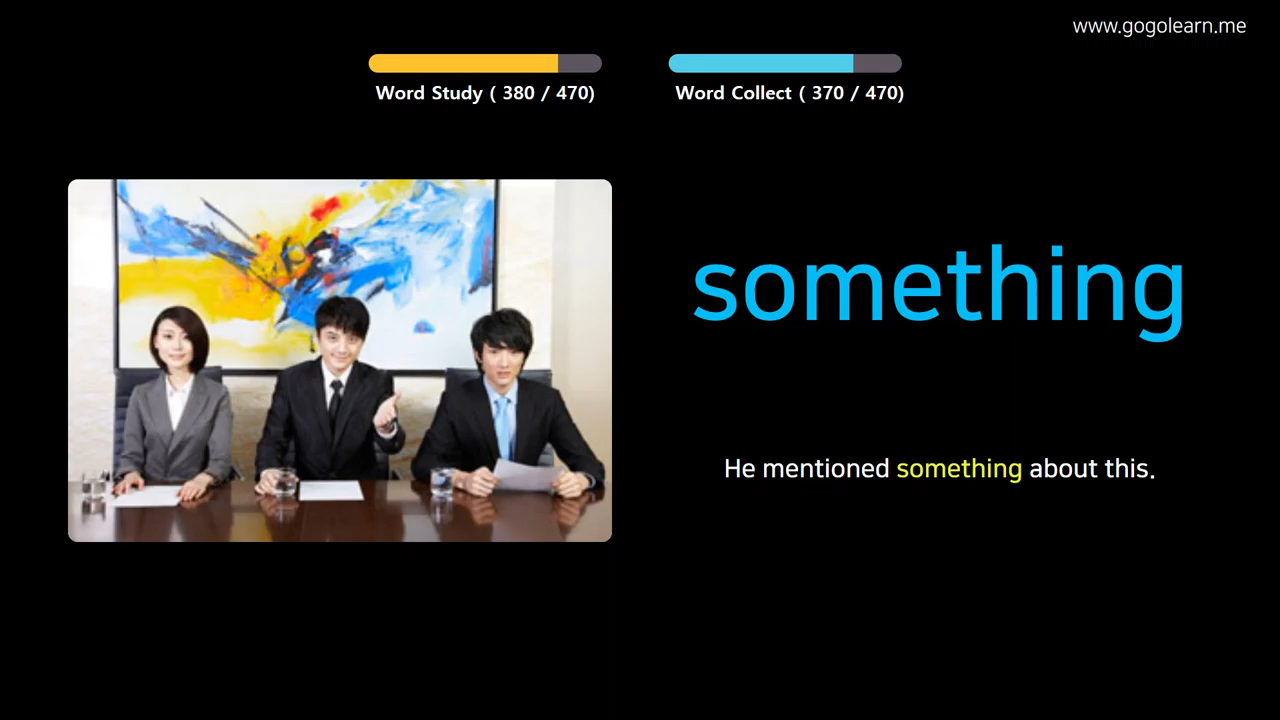 www.gogolearn.me
Word Study ( 380 / 470)
Word Collect ( 370 / 470)
something
He mentioned something about this.